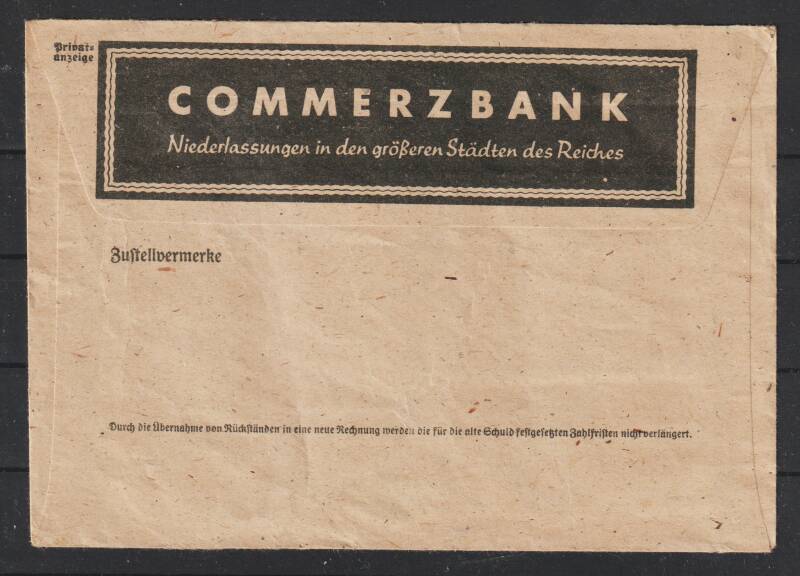 Privat=
anzeige
COMMERZBANK
Niederlassungen in den größeren Städten des Reiches
Zustellvermerke
Durch die Übernahme von Rückständen in eine neue Rechnung werden die für die alte Schuld festgesetzten Zahlfristen nicht verlängert.